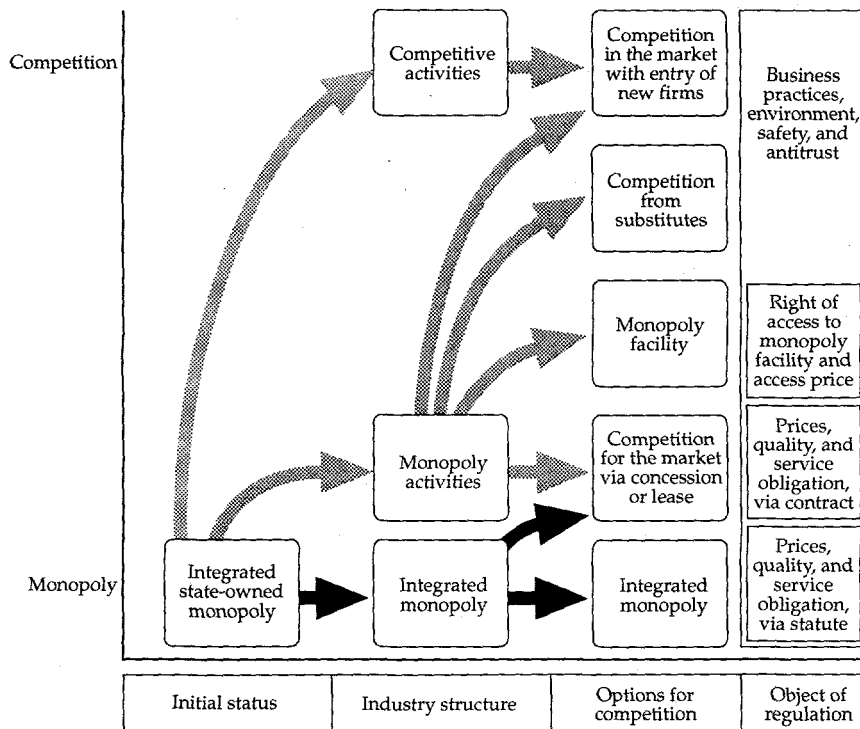 Competition
Competitive
activities
Competition
in the market
with entry of
new firms
Business
practices,
environment,
safety, and
antitrust
Competition
from
substitutes
Monopoly
facility
Right of
access to
monopoly
facility and
access price
Monopoly
activities
Competition
for the market
via concession
or lease
Prices,
quality, and
service
obligation,
via contract
Monopoly
Integrated
state-owned
monopoly
Integrated
monopoly
Integrated
monopoly
Prices,
quality, and
service
obligation,
via statute
Initial status
Industry structure
Options for
competition
Object of
regulation